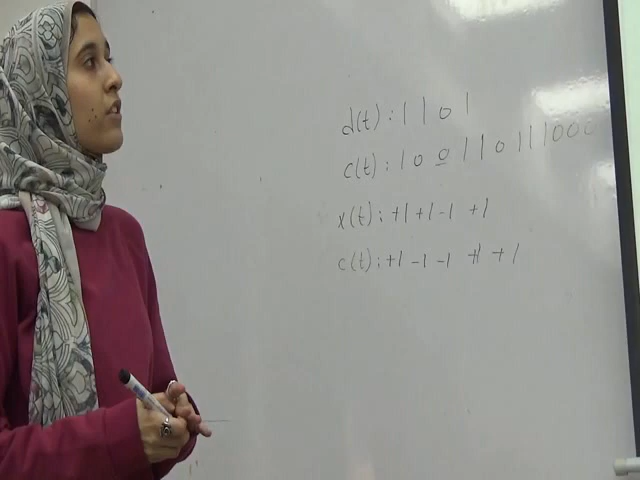 d(t): 1 1 0 1
c(t): 1 0 0 1 1 0 1 1 1 0 0 0
x(t): +1 +1 -1 +1
c(t): +1 -1 -1 +1 +1